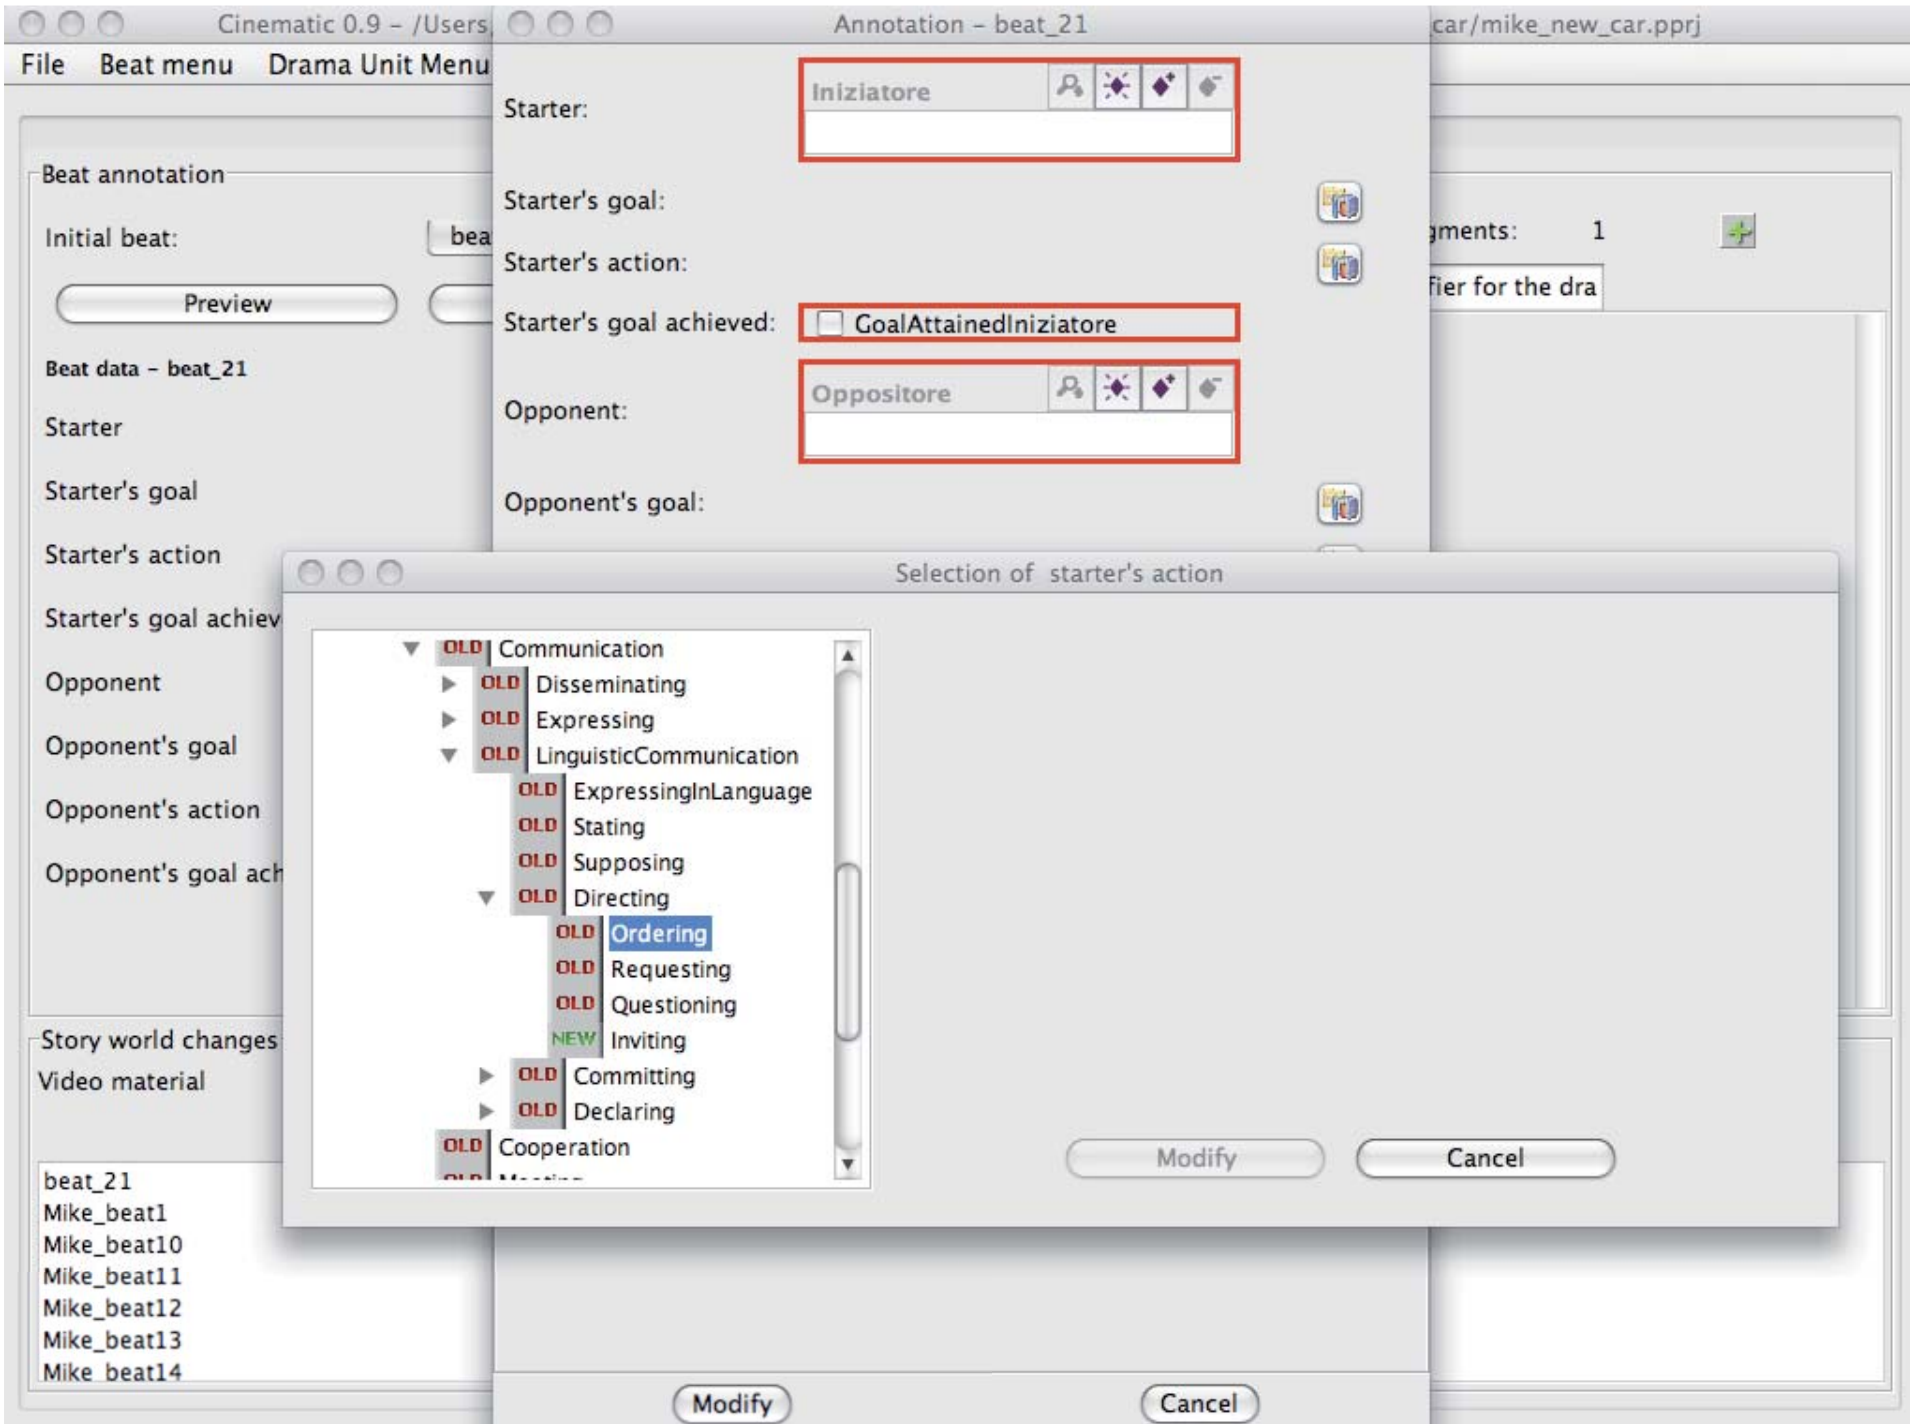 Cinematic 0.9 – /Users,
Annotation – beat_21
car/mike_new_car.pprj
File Beat menu Drama Unit Menu
Starter:
Iniziatore
Beat annotation
Starter's goal:
Initial beat:
bea
gments: 1
Starter's action:
fier for the dra
Preview
Starter's goal achieved:
GoalAttainedIniziatore
Beat data – beat_21
Opponent:
Oppositore
Starter
Starter's goal
Opponent's goal:
Starter's action
Selection of starter's action
Starter's goal achiev
Opponent
Opponent's goal
Opponent's action
Opponent's goal ach
OLD Communication
OLD Disseminating
OLD Expressing
OLD LinguisticCommunication
OLD ExpressingInLanguage
OLD Stating
OLD Supposing
OLD Directing
OLD Ordering
OLD Requesting
OLD Questioning
NEW Inviting
OLD Committing
OLD Declaring
OLD Cooperation
Modify
Cancel
Story world changes
Video material
beat_21
Mike_beat1
Mike_beat10
Mike_beat11
Mike_beat12
Mike_beat13
Mike_beat14
Modify
Cancel